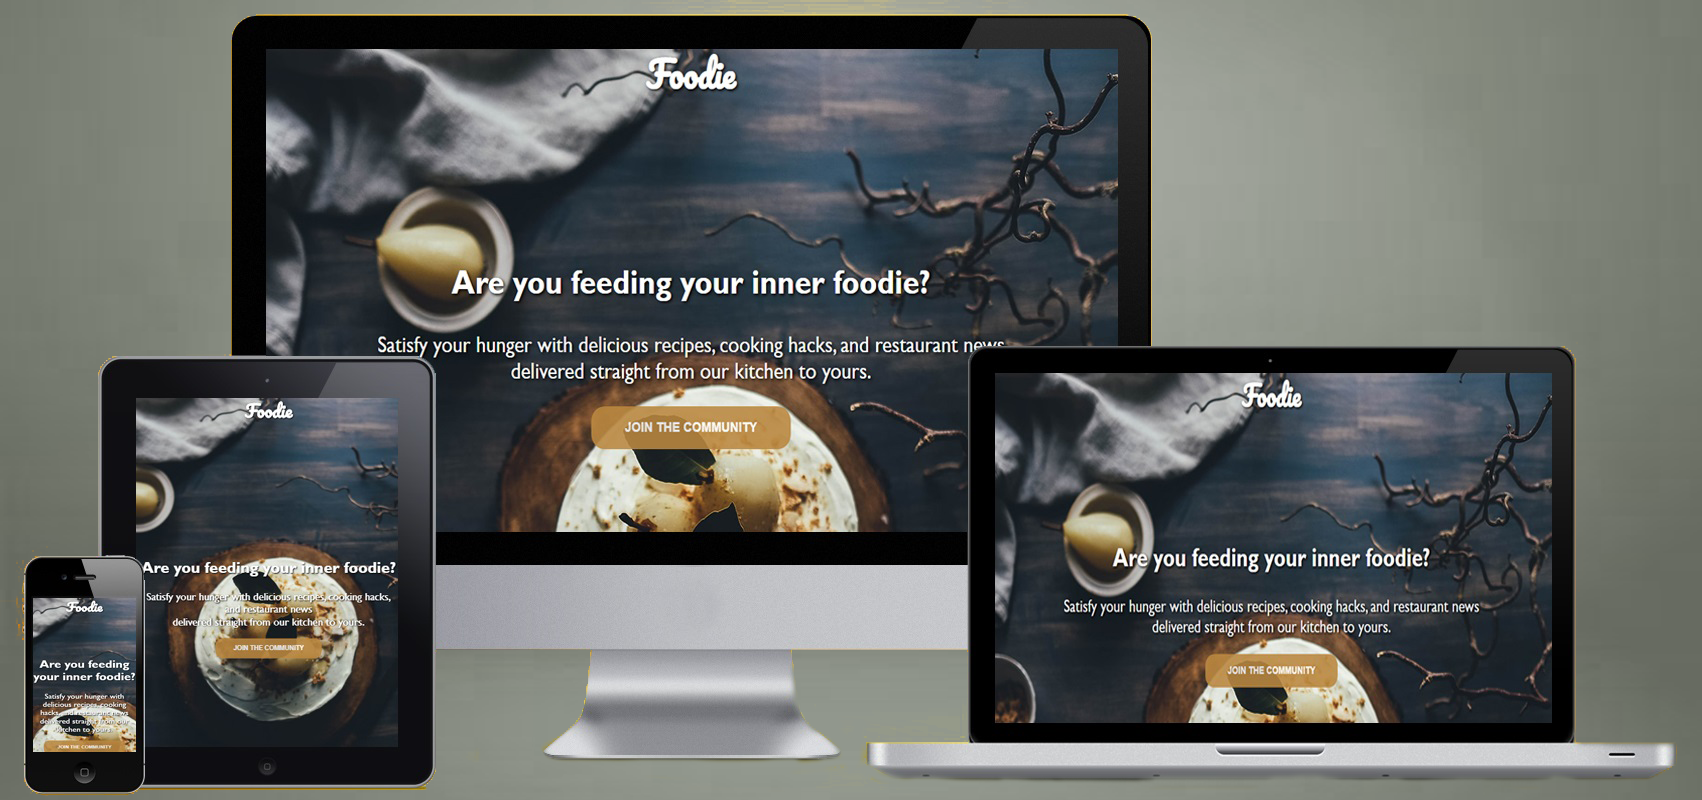 Foodie
Are you feeding your inner foodie?
Satisfy your hunger with delicious recipes, cooking hacks, and restaurant news
delivered straight from our kitchen to yours.
JOIN THE COMMUNITY
Foodie
Are you feeding your inner foodie?
Satisfy your hunger with delicious recipes, cooking hacks,
and restaurant news
delivered straight from our kitchen to yours.
JOIN THE COMMUNITY
Foodie
Are you feeding
your inner foodie?
Satisfy your hunger with
delicious recipes, cooking
hacks, and restaurant news
delivered straight from our
kitchen to yours.
JOIN THE COMMUNITY
Foodie
Are you feeding your inner foodie?
Satisfy your hunger with delicious recipes, cooking hacks, and restaurant news
delivered straight from our kitchen to yours.
JOIN THE COMMUNITY